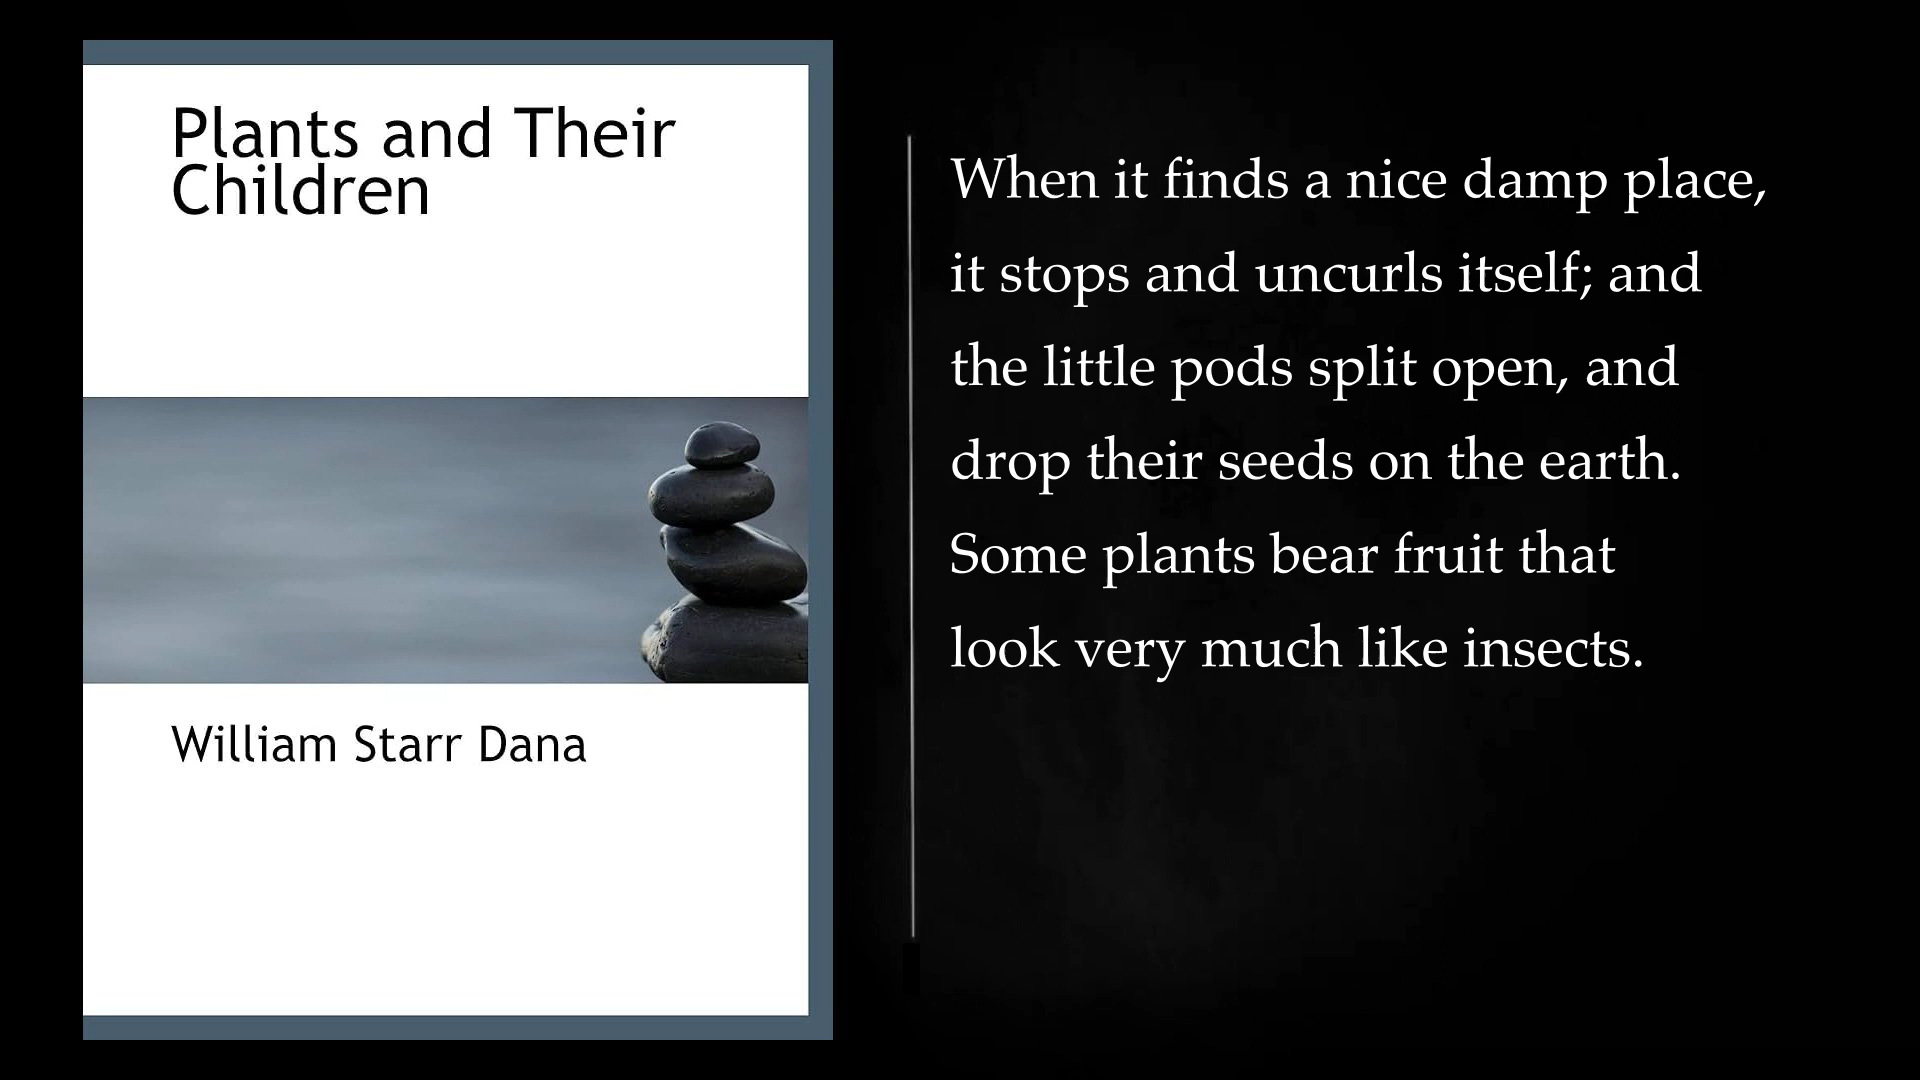 Plants and Their
Children
William Starr Dana
When it finds a nice damp place,
it stops and uncurls itself; and
the little pods split open, and
drop their seeds on the earth.
Some plants bear fruit that
look very much like insects.